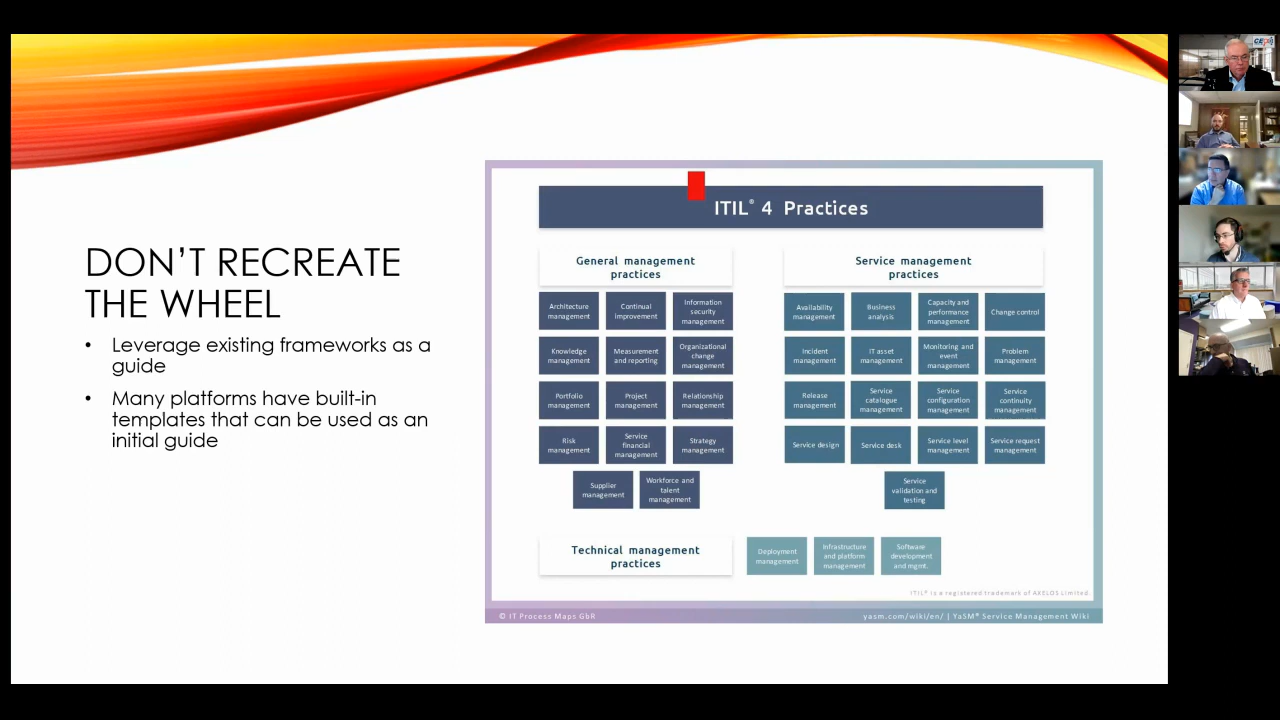 DON'T RECREATE
THE WHEEL
• Leverage existing frameworks as a
guide
• Many platforms have built-in
templates that can be used as an
initial guide
ITIL® 4 Practices
General management
practices
Architecture
management
Continual
improvement
Information
security
management
Knowledge
management
Measurement
and reporting
Organizational
change
management
Portfolio
management
Project
management
Relationship
management
Risk
management
Service
financial
management
Strategy
management
Supplier
management
Workforce and
talent
management
Service management
practices
Availability
management
Business
analysis
Capacity and
performance
management
Change control
Incident
management
IT asset
management
Monitoring and
event
management
Problem
management
Release
management
Service
catalogue
management
Service
configuration
management
Service
continuity
management
Service design
Service desk
Service level
management
Service request
management
Service
validation and
testing
Technical management
practices
Deployment
management
Infrastructure
and platform
management
Software
development
and mgmt.
ITIL® is a registered trademark of AXELOS Limited.
© IT Process Maps GbR
yasm.com/wiki/en/ | YaSM® Service Management Wiki